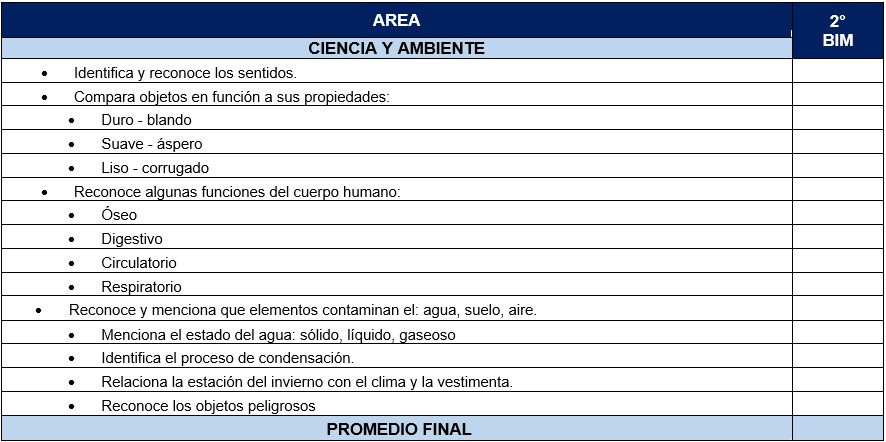 AREA
2°
BIM
CIENCIA Y AMBIENTE
• Identifica y reconoce los sentidos.
• Compara objetos en función a sus propiedades:
• Duro - blando
• Suave - áspero
• Liso - corrugado
• Reconoce algunas funciones del cuerpo humano:
• Óseo
• Digestivo
• Circulatorio
• Respiratorio
• Reconoce y menciona que elementos contaminan el: agua, suelo, aire.
• Menciona el estado del agua: sólido, líquido, gaseoso
• Identifica el proceso de condensación.
• Relaciona la estación del invierno con el clima y la vestimenta.
• Reconoce los objetos peligrosos
PROMEDIO FINAL